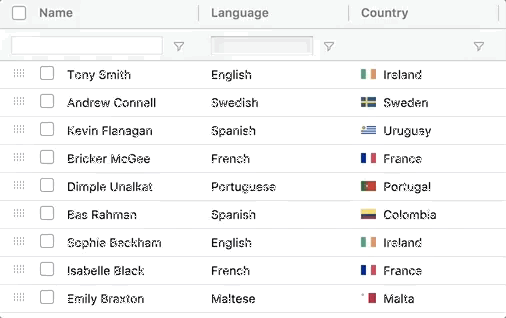 Name Language Country
Tony Smith English Ireland
Andrew Connell Swedish Sweden
Kevin Flanagan Spanish Uruguay
Bricker McGee French France
Dimple Unalkat Portuguese Portugal
Bas Rahman Spanish Colombia
Sophie Beckham English Ireland
Isabelle Black French France
Emily Braxton Maltese Malta